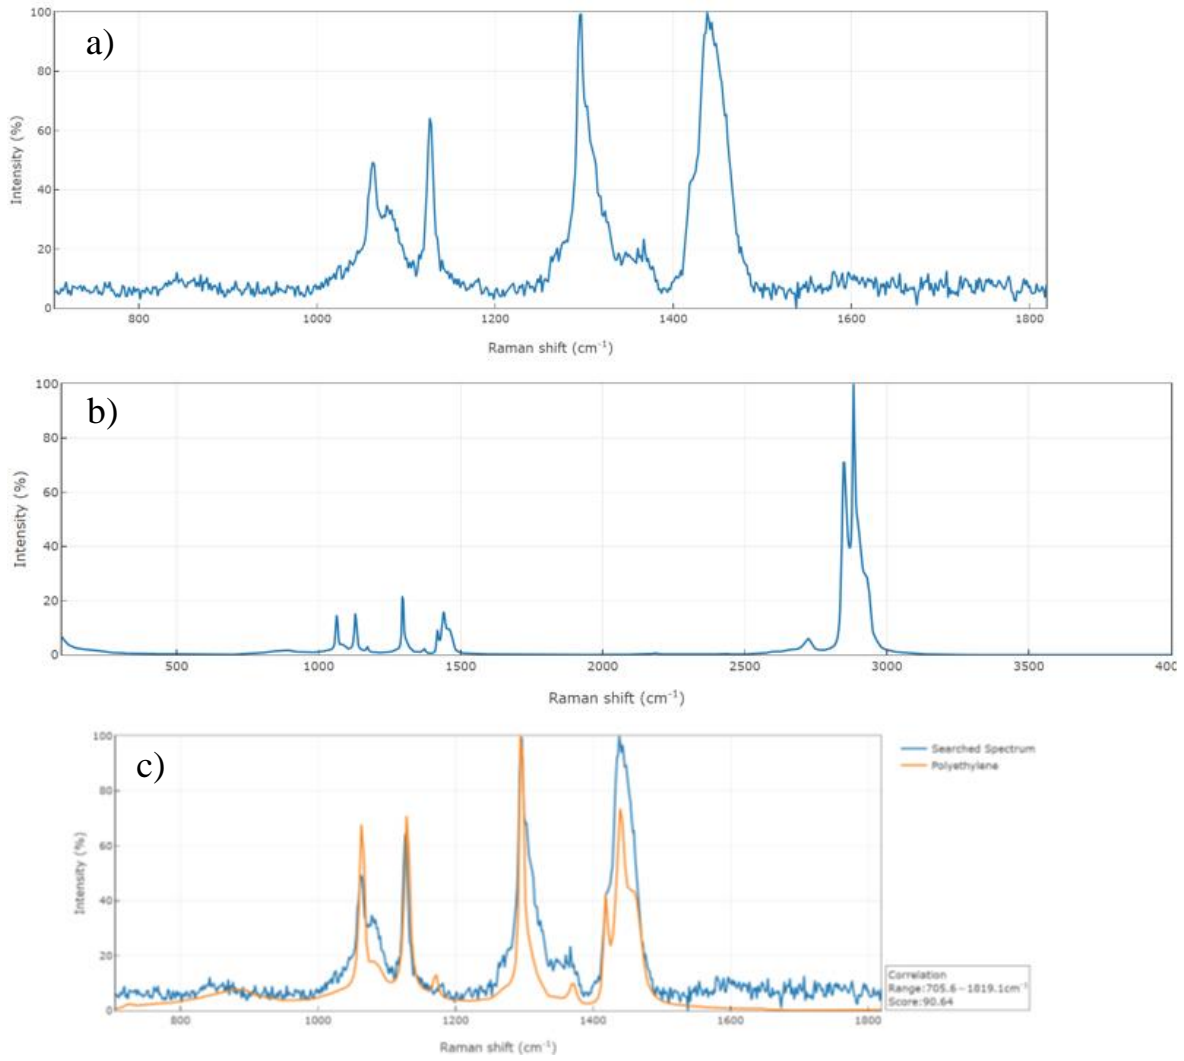 a)
100
80
60
40
20
0
Intensity (%)
800 1000 1200 1400 1600 1800
Raman shift (cm⁻¹)
b)
100
80
60
40
20
0
Intensity (%)
500 1000 1500 2000 2500 3000 3500 400
Raman shift (cm⁻¹)
c)
100
80
60
40
20
0
Intensity (%)
800 1000 1200 1400 1600 1800
Raman shift (cm⁻¹)
Searched Spectrum
Polyethylene
Correlation
Range:705.6−1819.1cm⁻¹
Score:90.64